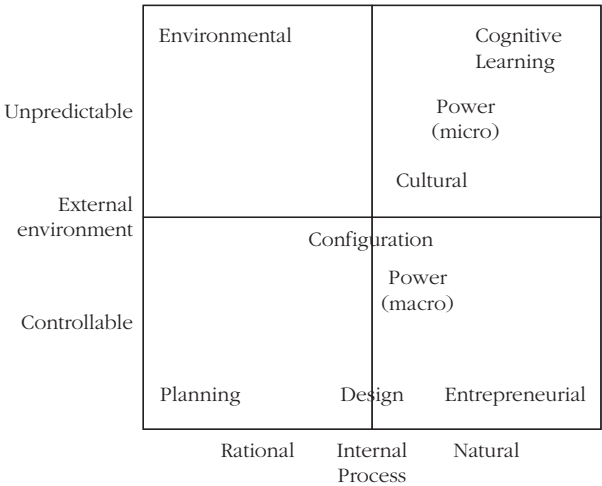 Environmental
Cognitive
Learning
Unpredictable
Power
(micro)
Cultural
External
environment
Configuration
Power
(macro)
Controllable
Planning
Design
Entrepreneurial
Rational
Internal
Natural
Process